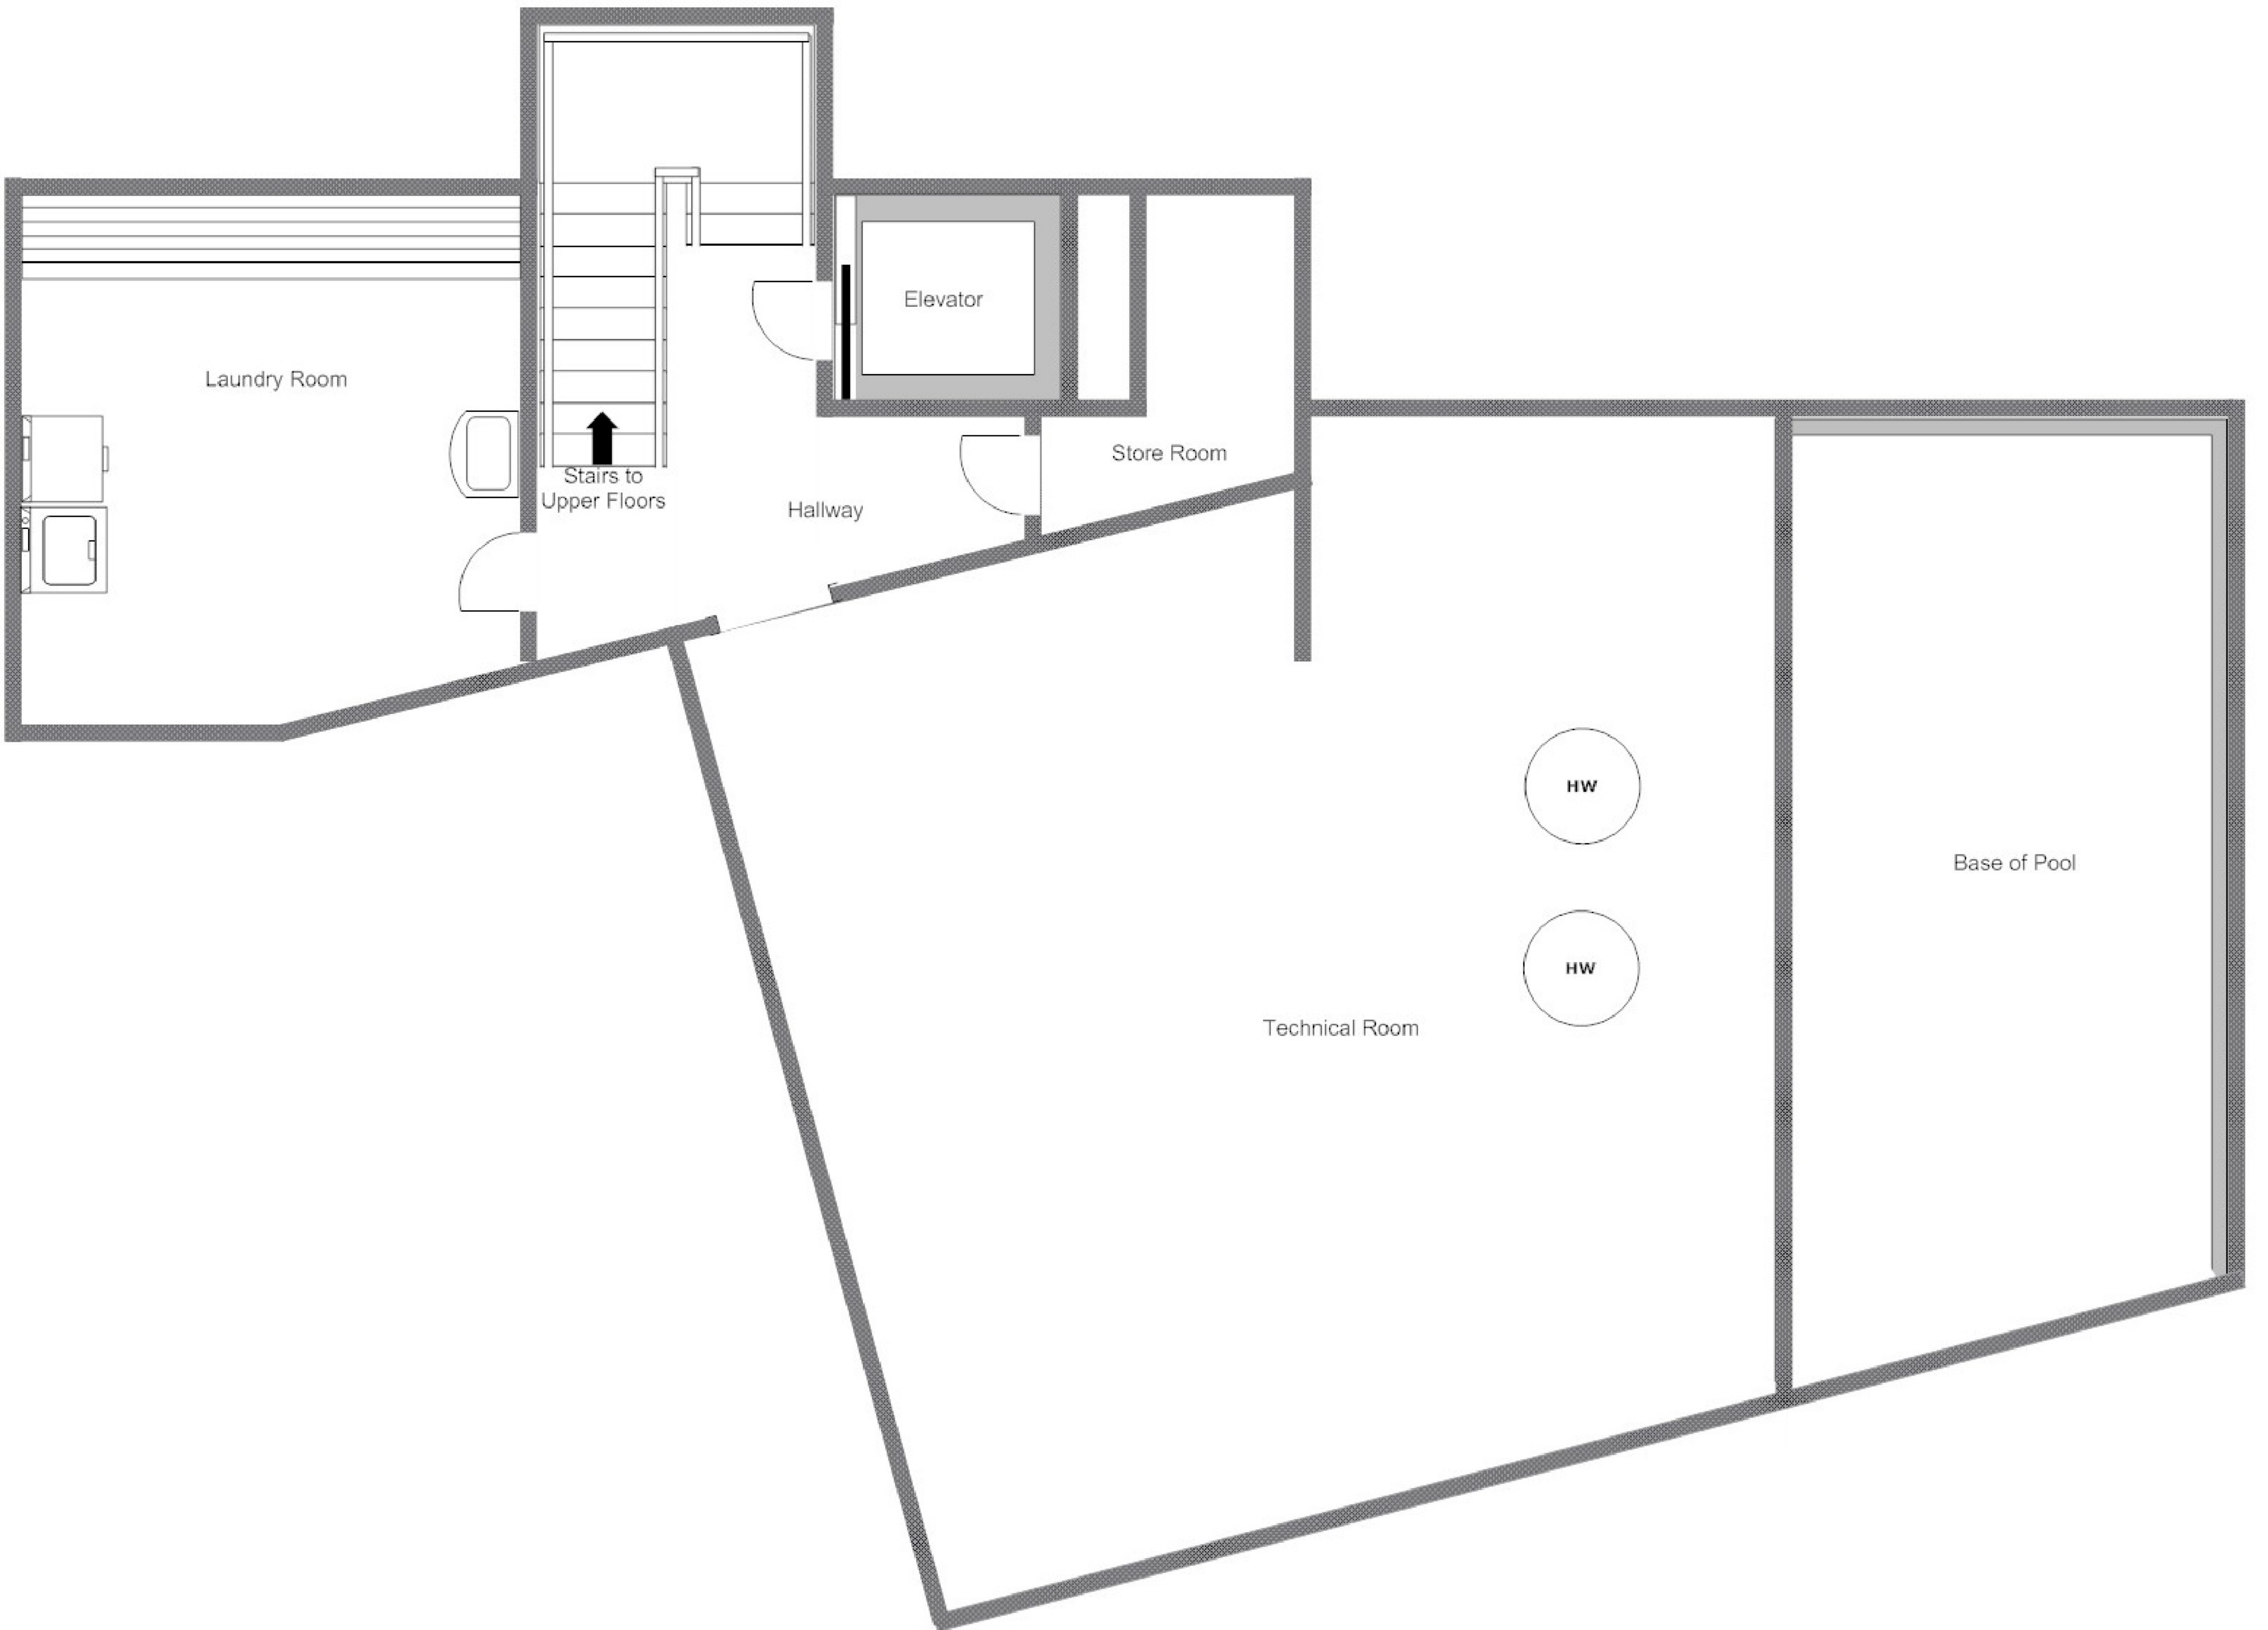 Elevator
Laundry Room
Stairs to
Upper Floors
Hallway
Store Room
HW
Base of Pool
HW
Technical Room